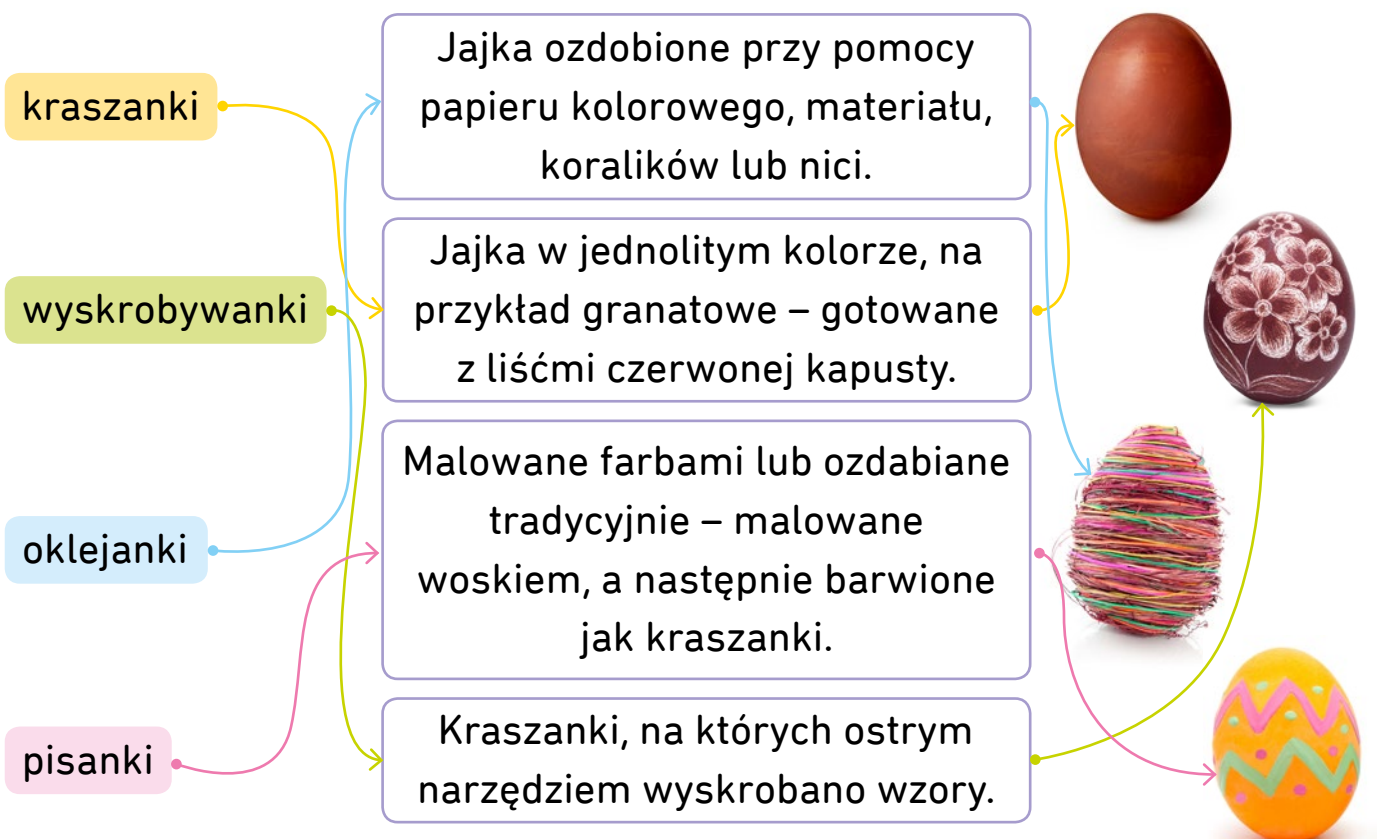 kraszanki
wyskrobywanki
oklejanki
pisanki
Jajka ozdobione przy pomocy
papieru kolorowego, materiału,
koralików lub nici.
Jajka w jednolitym kolorze, na
przykład granatowe – gotowane
z liśćmi czerwonej kapusty.
Malowane farbami lub ozdabiane
tradycyjnie – malowane
woskiem, a następnie barwione
jak kraszanki.
Kraszanki, na których ostrym
narzędziem wyskrobano wzory.